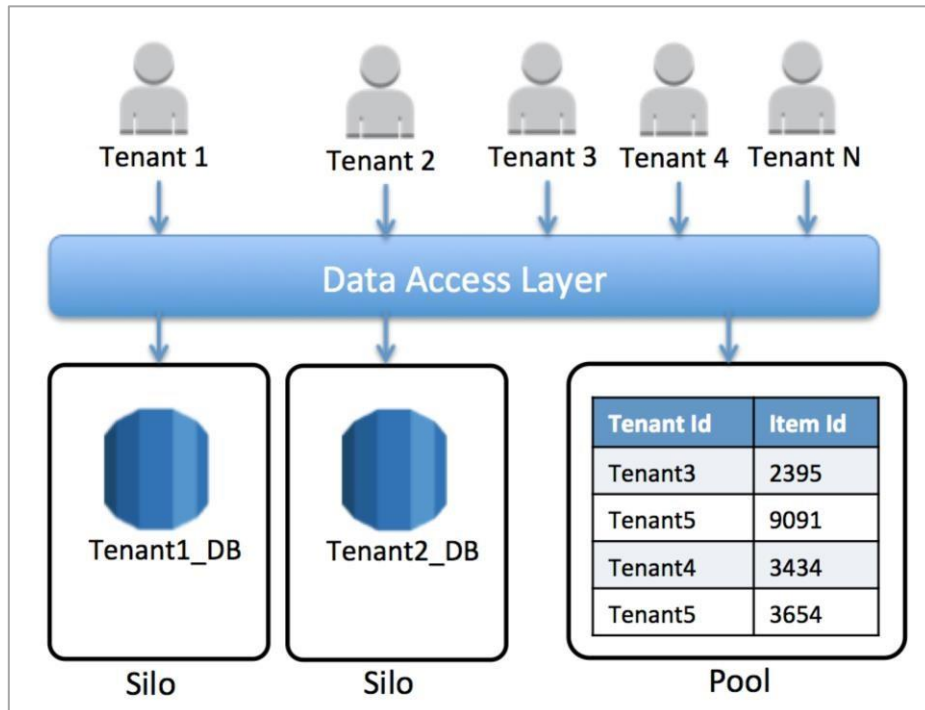 Tenant 1
Tenant 2
Tenant 3
Tenant 4
Tenant N
Data Access Layer
Tenant1_DB
Silo
Tenant2_DB
Silo
Tenant Id Item Id
Tenant3 2395
Tenant5 9091
Tenant4 3434
Tenant5 3654
Pool